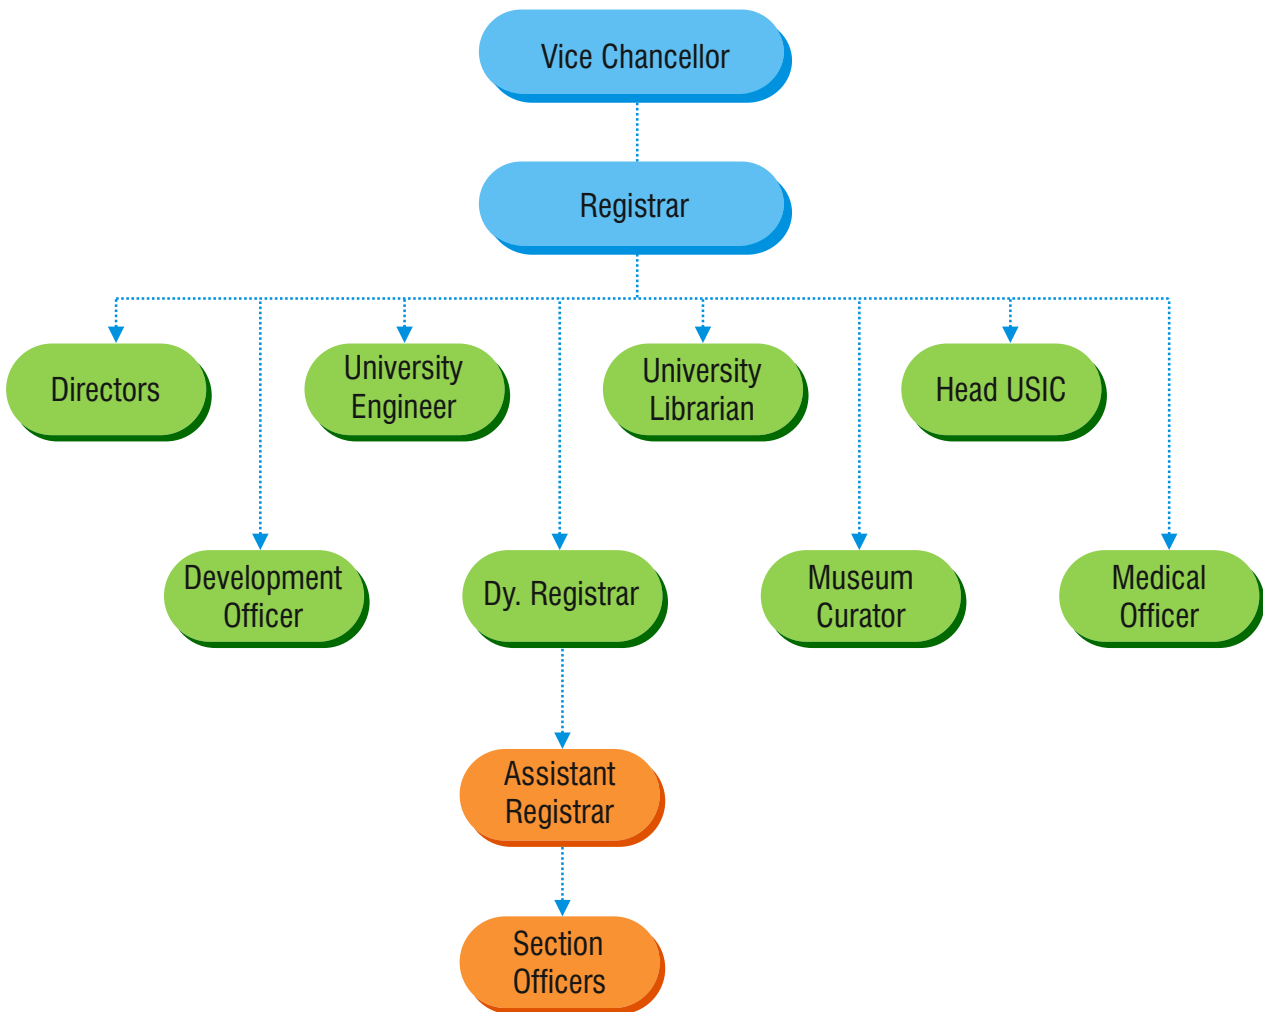 Vice Chancellor
Registrar
Directors
University
Engineer
University
Librarian
Head USIC
Development
Officer
Dy. Registrar
Museum
Curator
Medical
Officer
Assistant
Registrar
Section
Officers